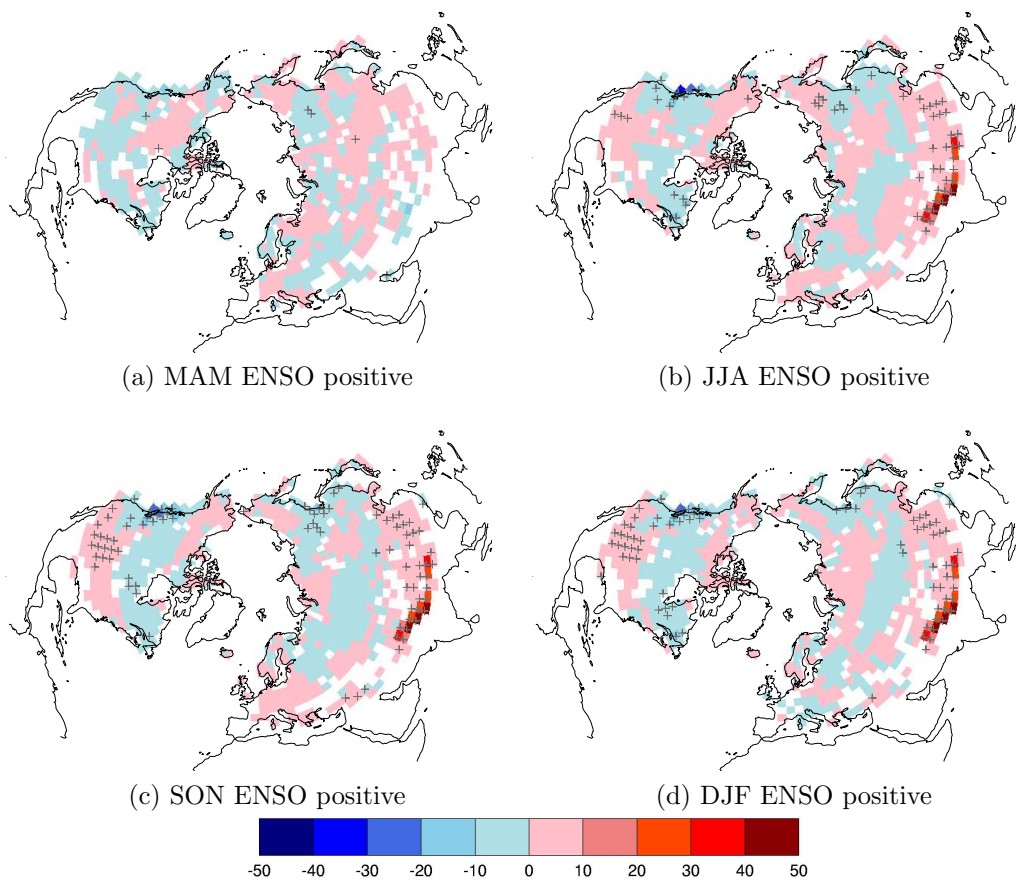 (a) MAM ENSO positive
(b) JJA ENSO positive
(c) SON ENSO positive
(d) DJF ENSO positive
-50 -40 -30 -20 -10 0 10 20 30 40 50